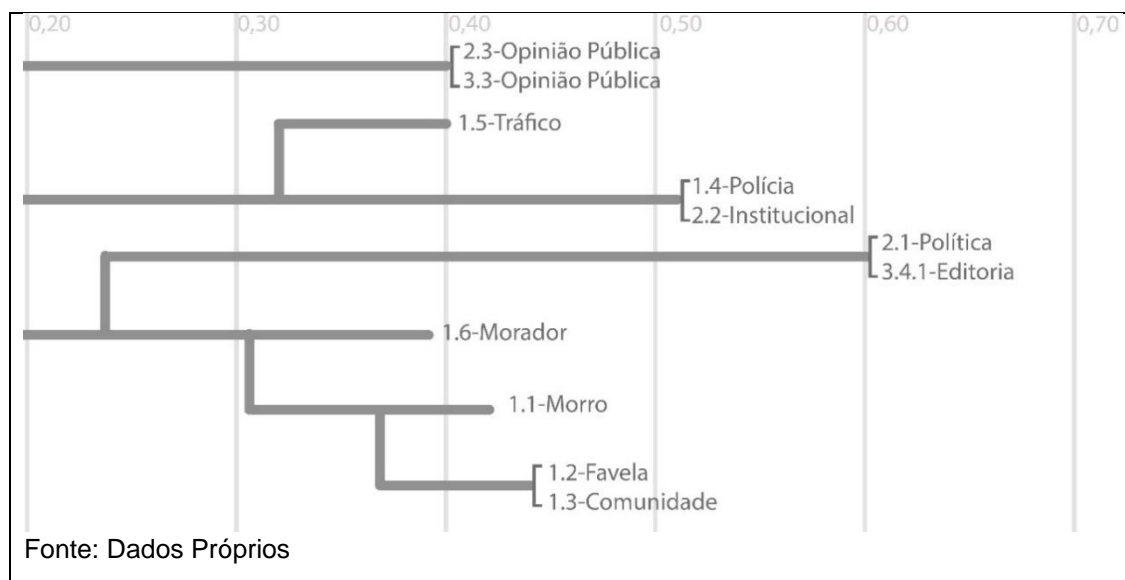 0,20 0,30 0,40 0,50 0,60 0,70
2.3-Opinião Pública
3.3-Opinião Pública
1.5-Tráfico
1.4-Polícia
2.2-Institucional
2.1-Política
3.4.1-Editoria
1.6-Morador
1.1-Morro
1.2-Favela
1.3-Comunidade
Fonte: Dados Próprios